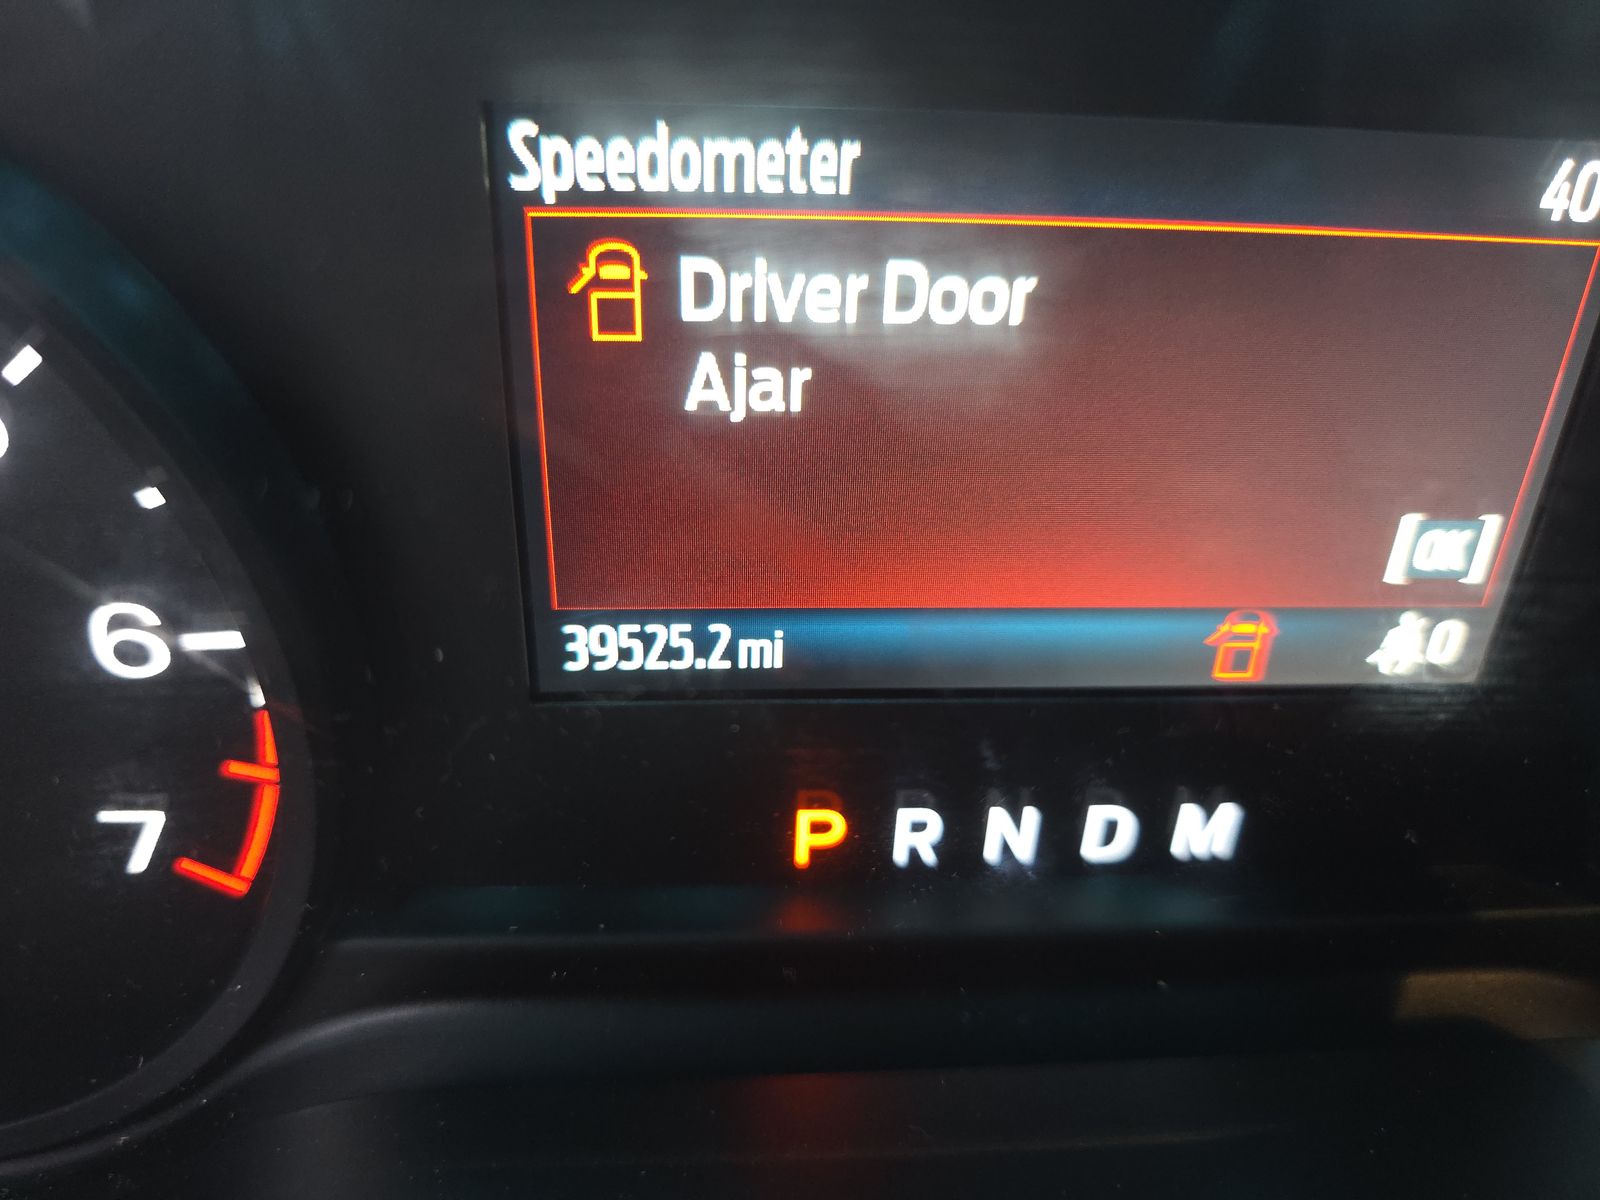 Speedometer
40
Driver Door
Ajar
[OK]
39525.2 mi
0
6
7
P R N D M